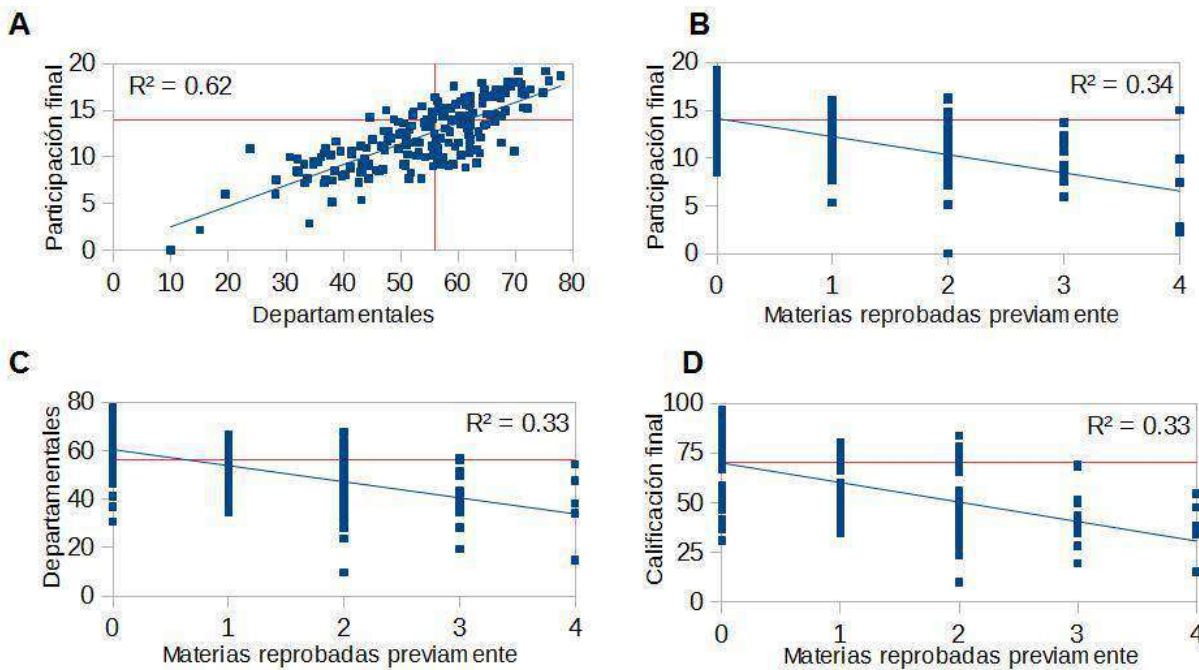 A
Participación final
20
15
10
5
0
R² = 0.62
0 10 20 30 40 50 60 70 80
Departamentales
B
Participación final
20
15
10
5
0
R² = 0.34
0 1 2 3 4
Materias reprobadas previamente
C
Departamentales
80
60
40
20
0
R² = 0.33
0 1 2 3 4
Materias reprobadas previamente
D
Calificación final
100
75
50
25
0
R² = 0.33
0 1 2 3 4
Materias reprobadas previamente